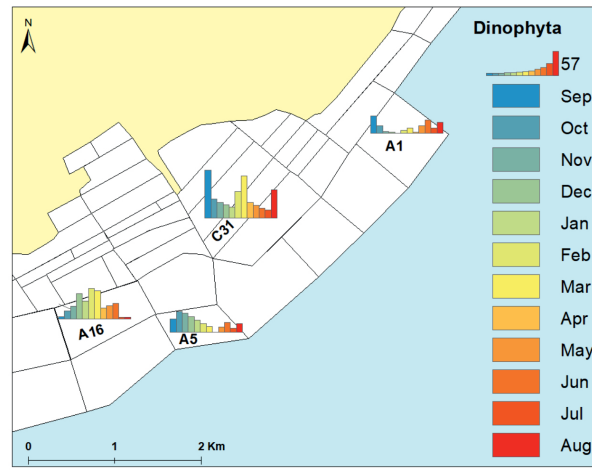 N
Dinophyta
57
Sep
Oct
Nov
Dec
Jan
Feb
Mar
Apr
May
Jun
Jul
Aug
A1
C31
A16
A5
0 1 2 Km